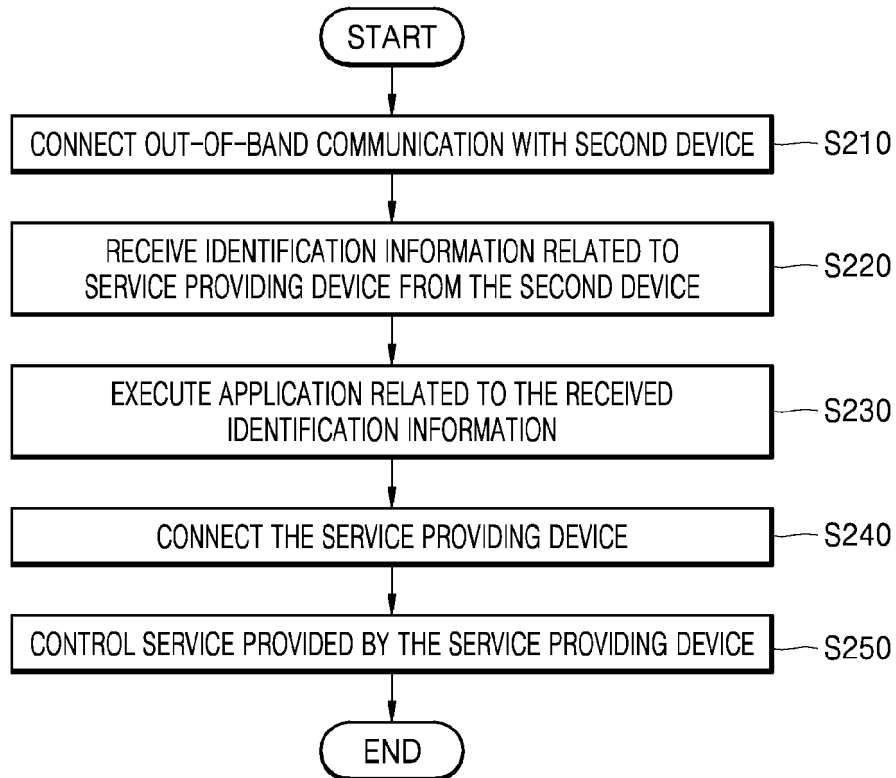 START
CONNECT OUT-OF-BAND COMMUNICATION WITH SECOND DEVICE
S210
RECEIVE IDENTIFICATION INFORMATION RELATED TO
SERVICE PROVIDING DEVICE FROM THE SECOND DEVICE
S220
EXECUTE APPLICATION RELATED TO THE RECEIVED
IDENTIFICATION INFORMATION
S230
CONNECT THE SERVICE PROVIDING DEVICE
S240
CONTROL SERVICE PROVIDED BY THE SERVICE PROVIDING DEVICE
S250
END